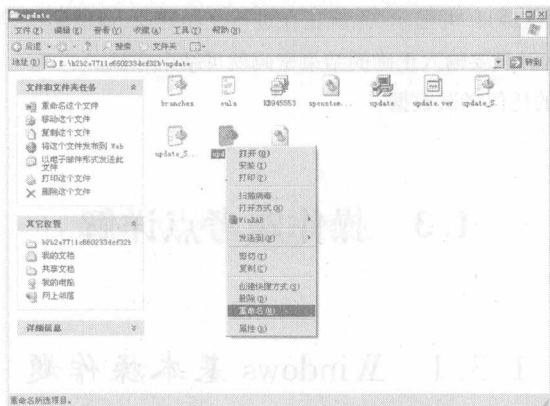 update
文件(F) 编辑(E) 查看(V) 收藏(A) 工具(T) 帮助(H)
后退 搜索 文件夹
地址(D) E:\b2b2a7711c660233dcf32b\update 转到
文件和文件夹任务
重命名这个文件
移动这个文件
复制这个文件
将这个文件发布到 Web
以电子邮件形式发送此文件
打印这个文件
删除这个文件
其它位置
b2b2a7711c660233dcf32b
我的文档
共享文档
我的电脑
网上邻居
详细信息
branches eula KB945553 spcustom... update update.ver update_S...
update_S... upd
打开(O)
安装(I)
打印(P)
扫描病毒
打开方式(H)
WinRAR
发送到(N)
剪切(T)
复制(C)
创建快捷方式(S)
删除(D)
重命名(M)
属性(R)
重命名所选项目。